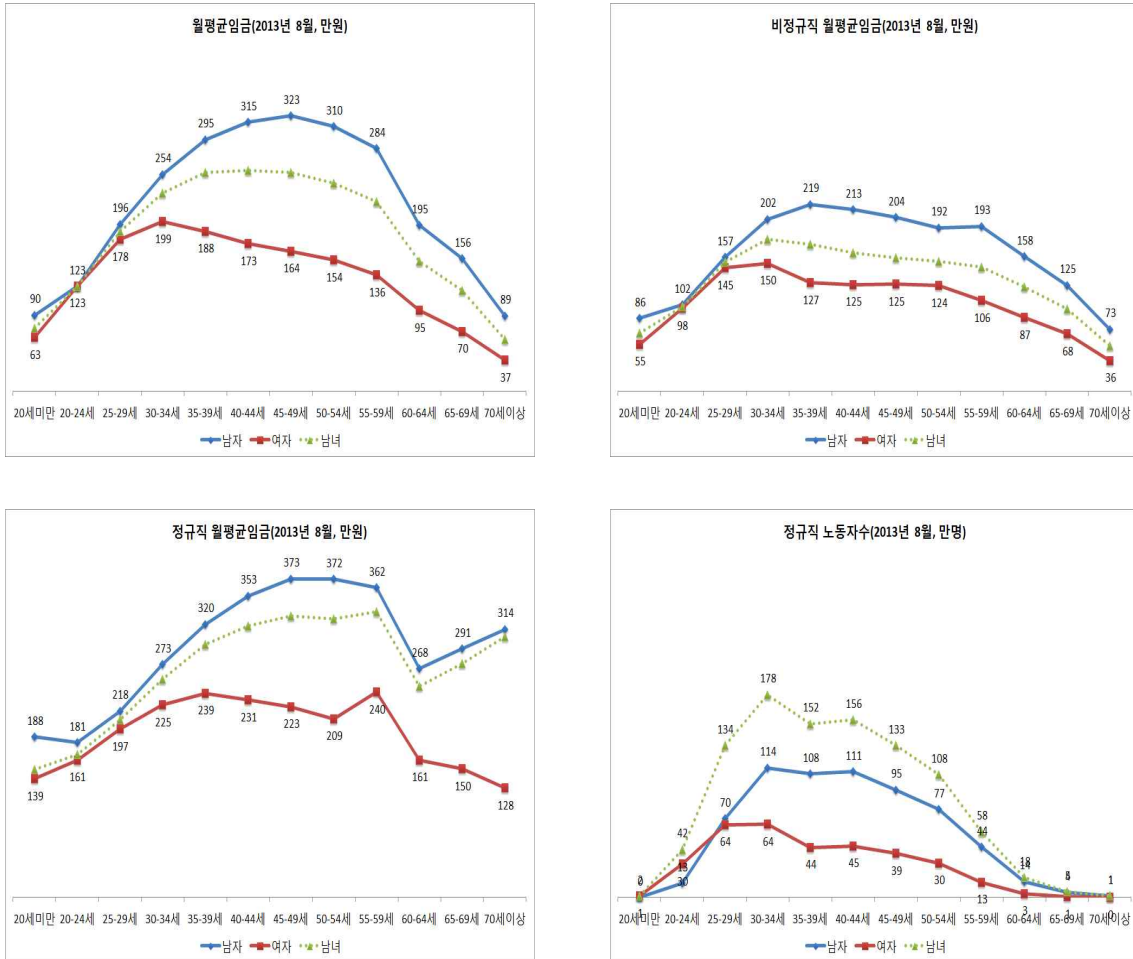 월평균임금(2013년 8월, 만원)
90 123 196 254 295 315 323 310 284 195 156 89
63 123 178 199 188 173 164 154 136 95 70 37
20세미만 20-24세 25-29세 30-34세 35-39세 40-44세 45-49세 50-54세 55-59세 60-64세 65-69세 70세이상
남자 여자 남녀
비정규직 월평균임금(2013년 8월, 만원)
86 102 157 202 219 213 204 192 193 158 125 73
55 98 145 150 127 125 125 124 106 87 68 36
20세미만 20-24세 25-29세 30-34세 35-39세 40-44세 45-49세 50-54세 55-59세 60-64세 65-69세 70세이상
남자 여자 남녀
정규직 월평균임금(2013년 8월, 만원)
188 181 218 273 320 353 373 372 362 268 291 314
139 161 197 225 239 231 223 209 240 161 150 128
20세미만 20-24세 25-29세 30-34세 35-39세 40-44세 45-49세 50-54세 55-59세 60-64세 65-69세 70세이상
남자 여자 남녀
정규직 노동자수(2013년 8월, 만명)
42 134 178 152 156 133 108 58 18 1
13 70 114 108 111 95 77 44 14
1 30 64 64 44 45 39 30 13 3 1 0
20세미만 20-24세 25-29세 30-34세 35-39세 40-44세 45-49세 50-54세 55-59세 60-64세 65-69세 70세이상
남자 여자 남녀